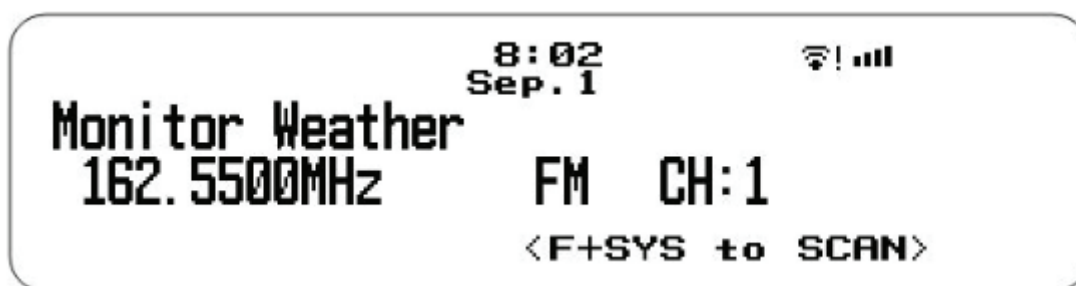 8:02
Sep. 1
Monitor Weather
162.5500MHz FM CH:1
<F+SYS to SCAN>